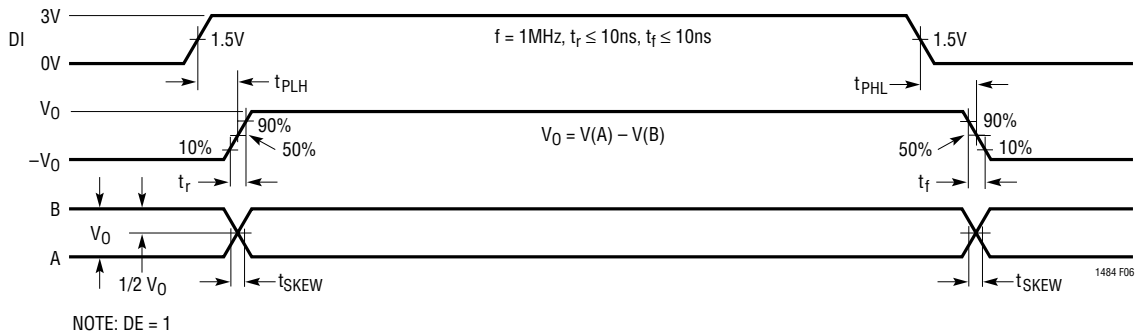 3V
DI
1.5V
f = 1MHz, tr ≤ 10ns, tf ≤ 10ns
1.5V
0V
tPLH
tPHL
VO
90%
VO = V(A) – V(B)
90%
10%
50%
50%
10%
–VO
tr
tf
B
VO
A
1/2 VO
tSKEW
tSKEW
1484 F06
NOTE: DE = 1